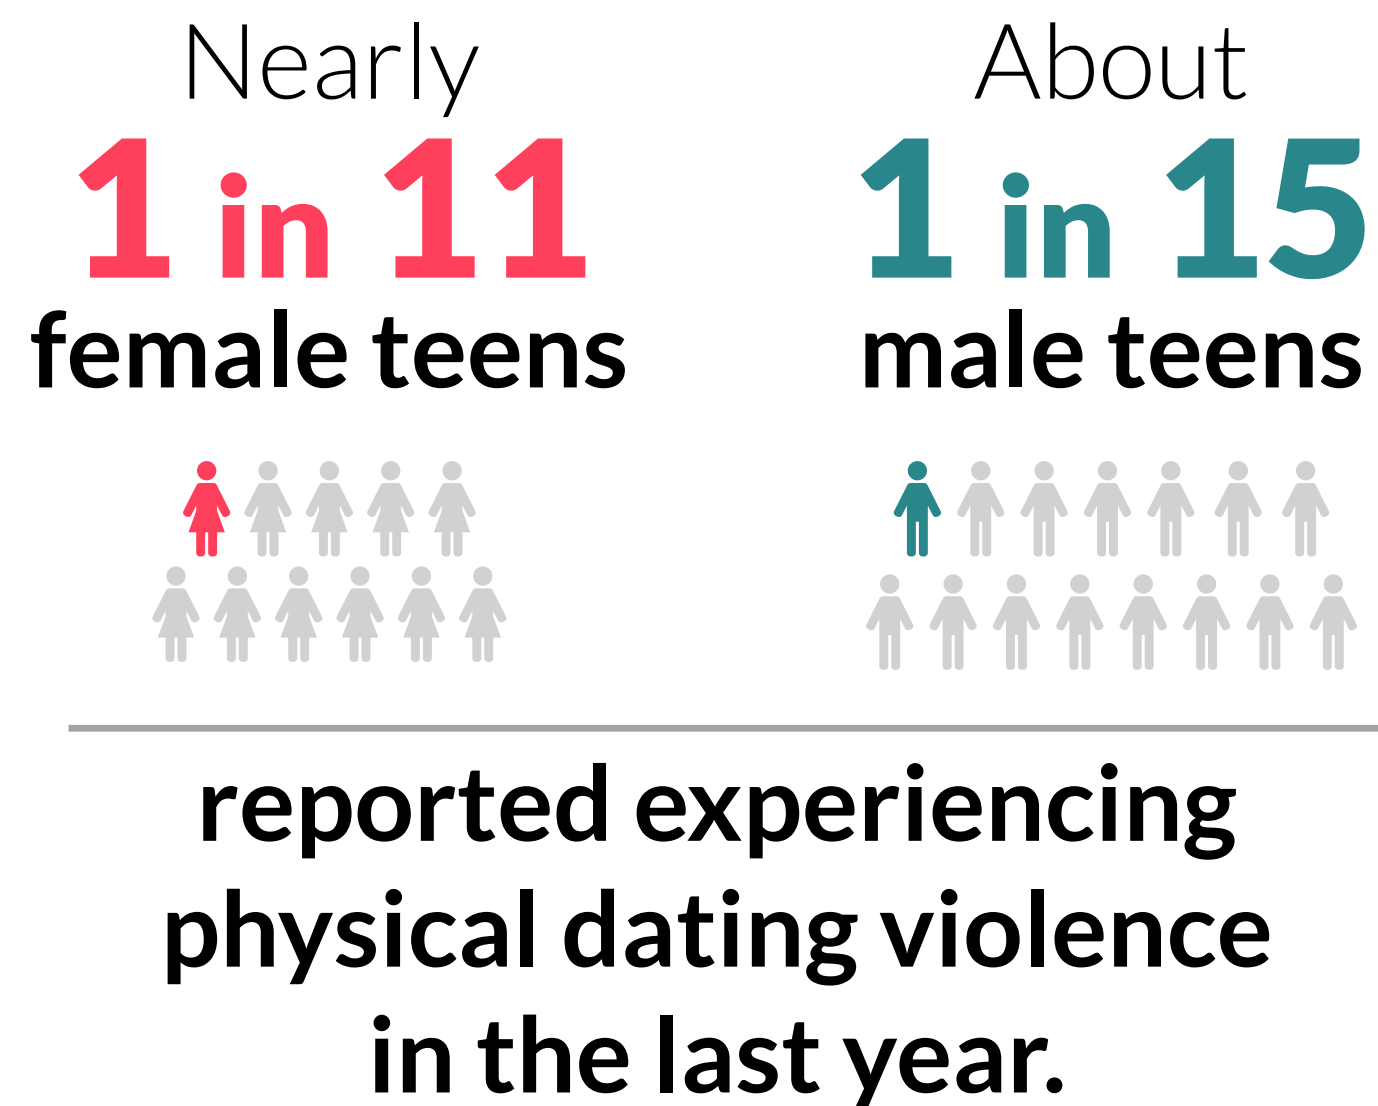 Nearly
1 in 11
female teens
About
1 in 15
male teens
reported experiencing
physical dating violence
in the last year.